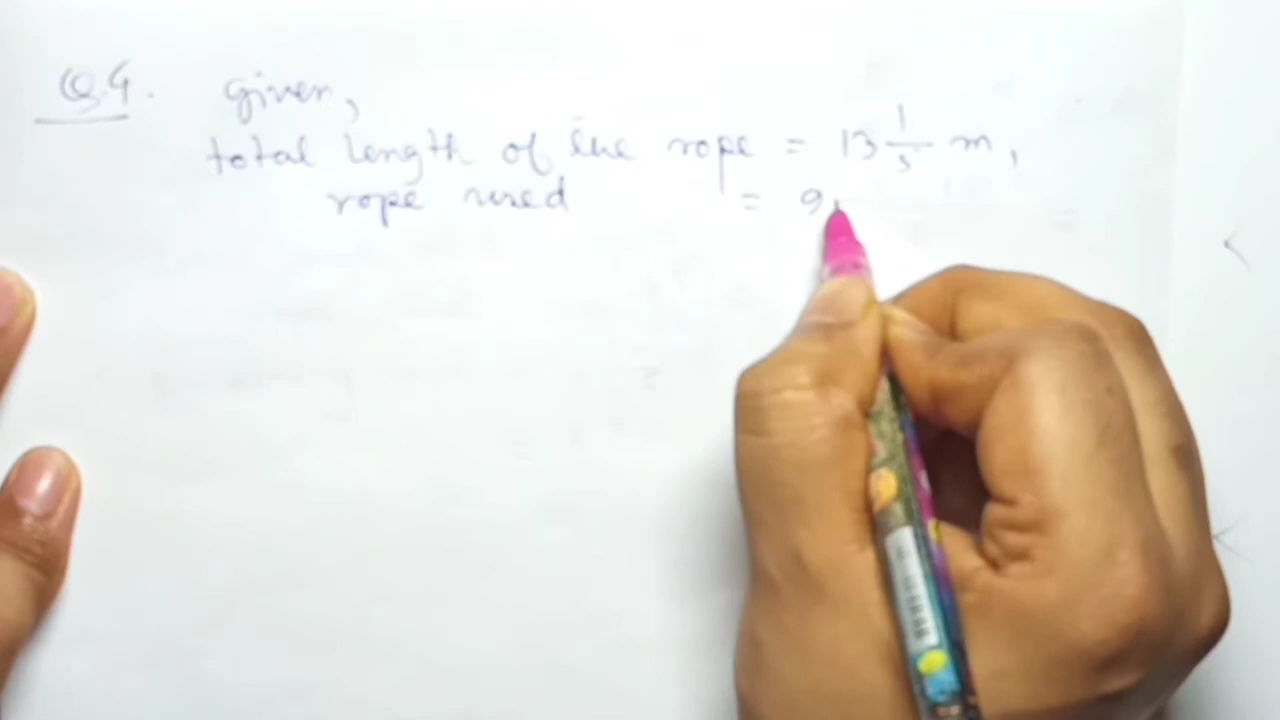 Q.4. given,
total length of the rope = 13 1/5 m,
rope used = 9